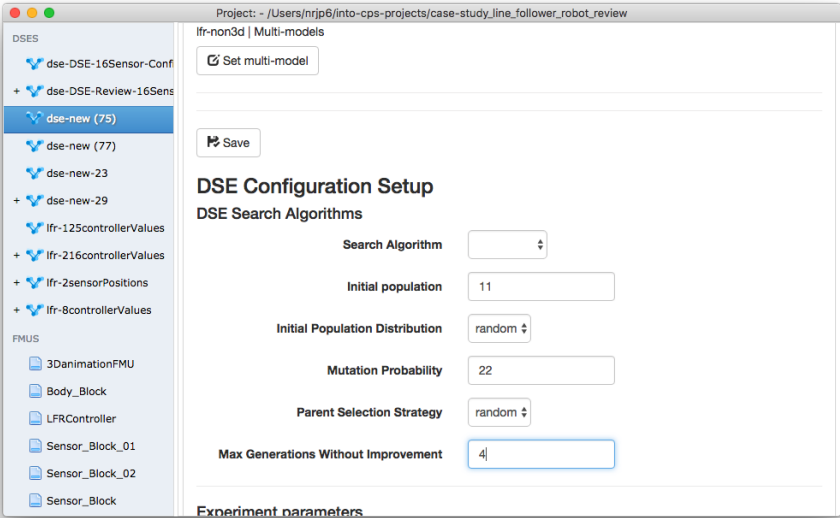 Project: - /Users/nrjp6/into-cps-projects/case-study_line_follower_robot_review
DSES
dse-DSE-16Sensor-Confi
+ dse-DSE-Review-16Sens
dse-new (75)
dse-new (77)
dse-new-23
+ dse-new-29
lfr-125controllerValues
+ lfr-216controllerValues
+ lfr-2sensorPositions
+ lfr-8controllerValues
FMUS
3DanimationFMU
Body_Block
LFRController
Sensor_Block_01
Sensor_Block_02
Sensor_Block
lfr-non3d | Multi-models
Set multi-model
Save
DSE Configuration Setup
DSE Search Algorithms
Search Algorithm
Initial population 11
Initial Population Distribution random
Mutation Probability 22
Parent Selection Strategy random
Max Generations Without Improvement 4
Experiment parameters